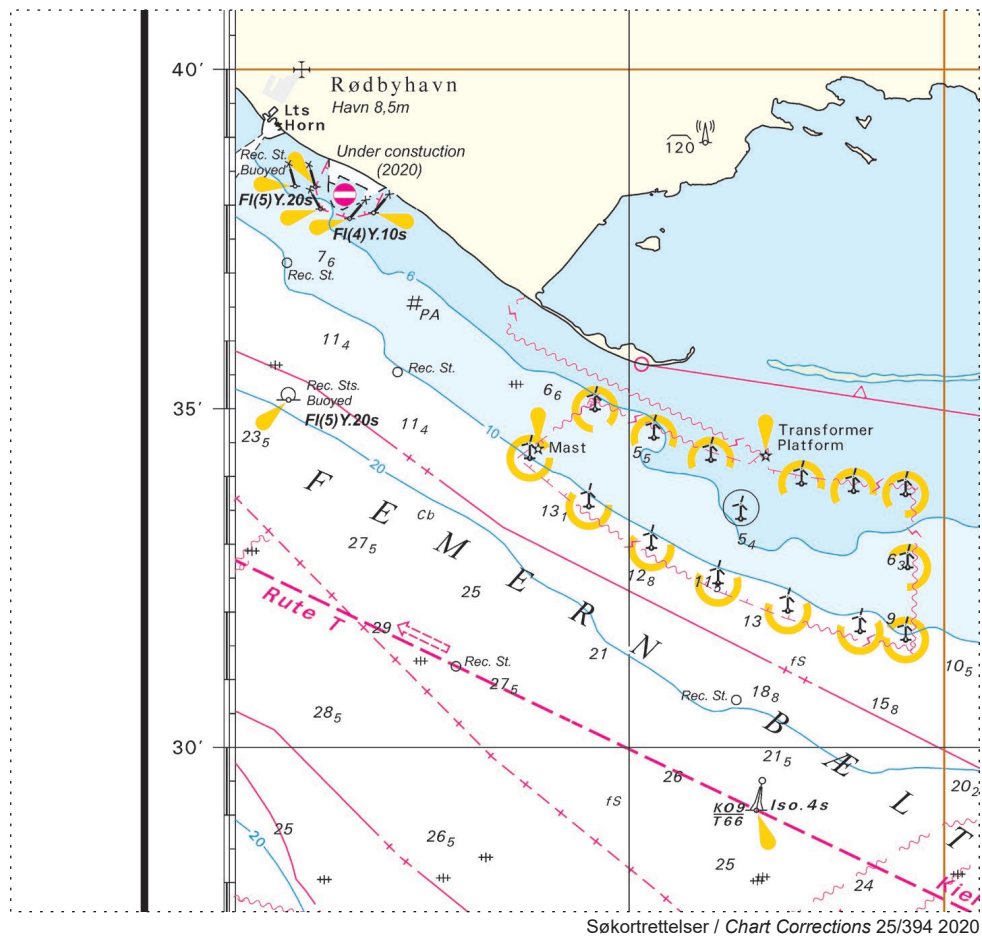 40′
Rødbyhavn
Havn 8,5m
Lts
Horn
120
Under constuction
(2020)
Rec. St.
Buoyed
Fl(5)Y.20s
Fl(4)Y.10s
7₆
Rec. St.
6
PA
11₄
Rec. St.
Rec. Sts.
Buoyed
Fl(5)Y.20s
35′
6₆
11₄
23₅
10
Mast
5₅
Transformer
Platform
20
FEMERN BÆLT
Cb
13₁
5₄
27₅
12₈
11₅
6₃
25
Rute T
13
9
29
21
Rec. St.
27₅
fS
10₅
Rec. St.
18₈
15₈
28₅
30′
21₅
26
20₂
fS
KO9
T66
Iso.4s
25
20
26₅
25
24
Kiel
Søkortrettelser / Chart Corrections 25/394 2020